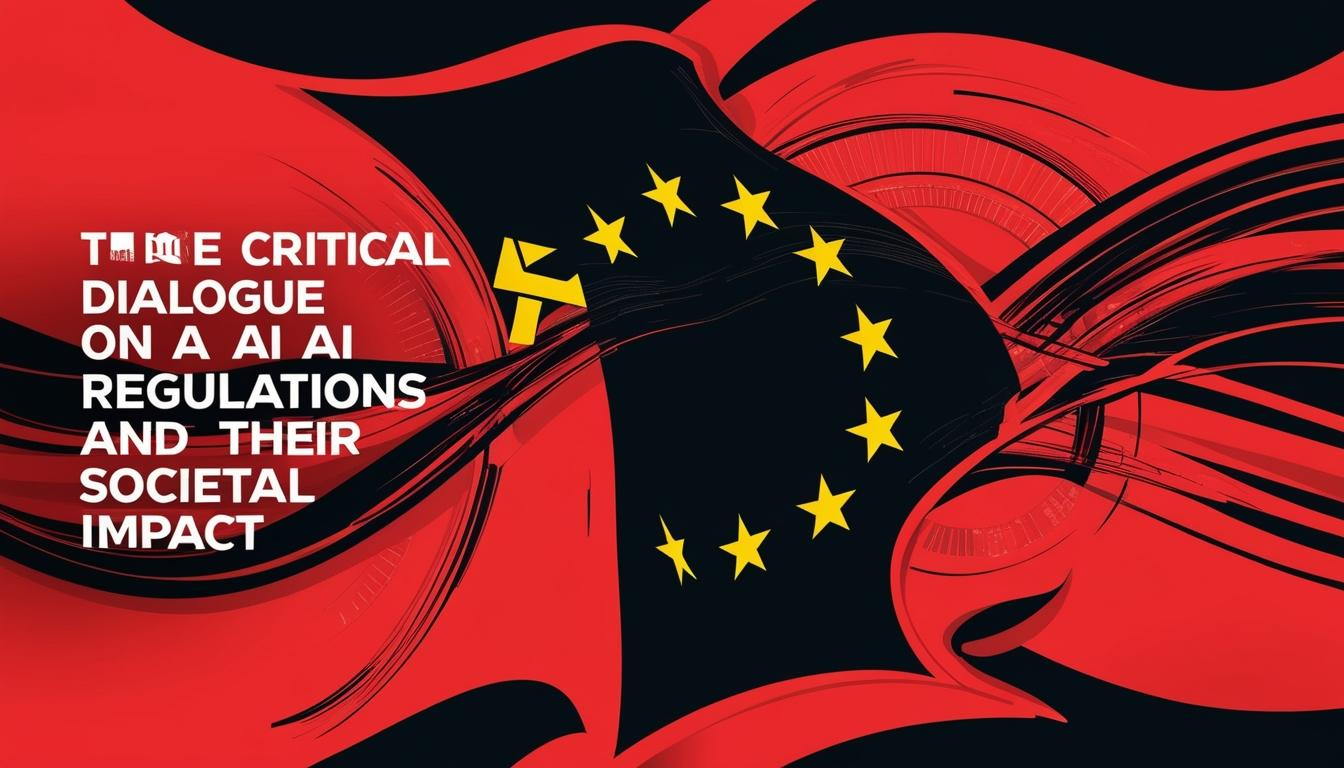 CRITICAL
DIALOGUE
ON A AI AI
REGULATIONS
AND THEIR
SOCIETAL
IMPACT